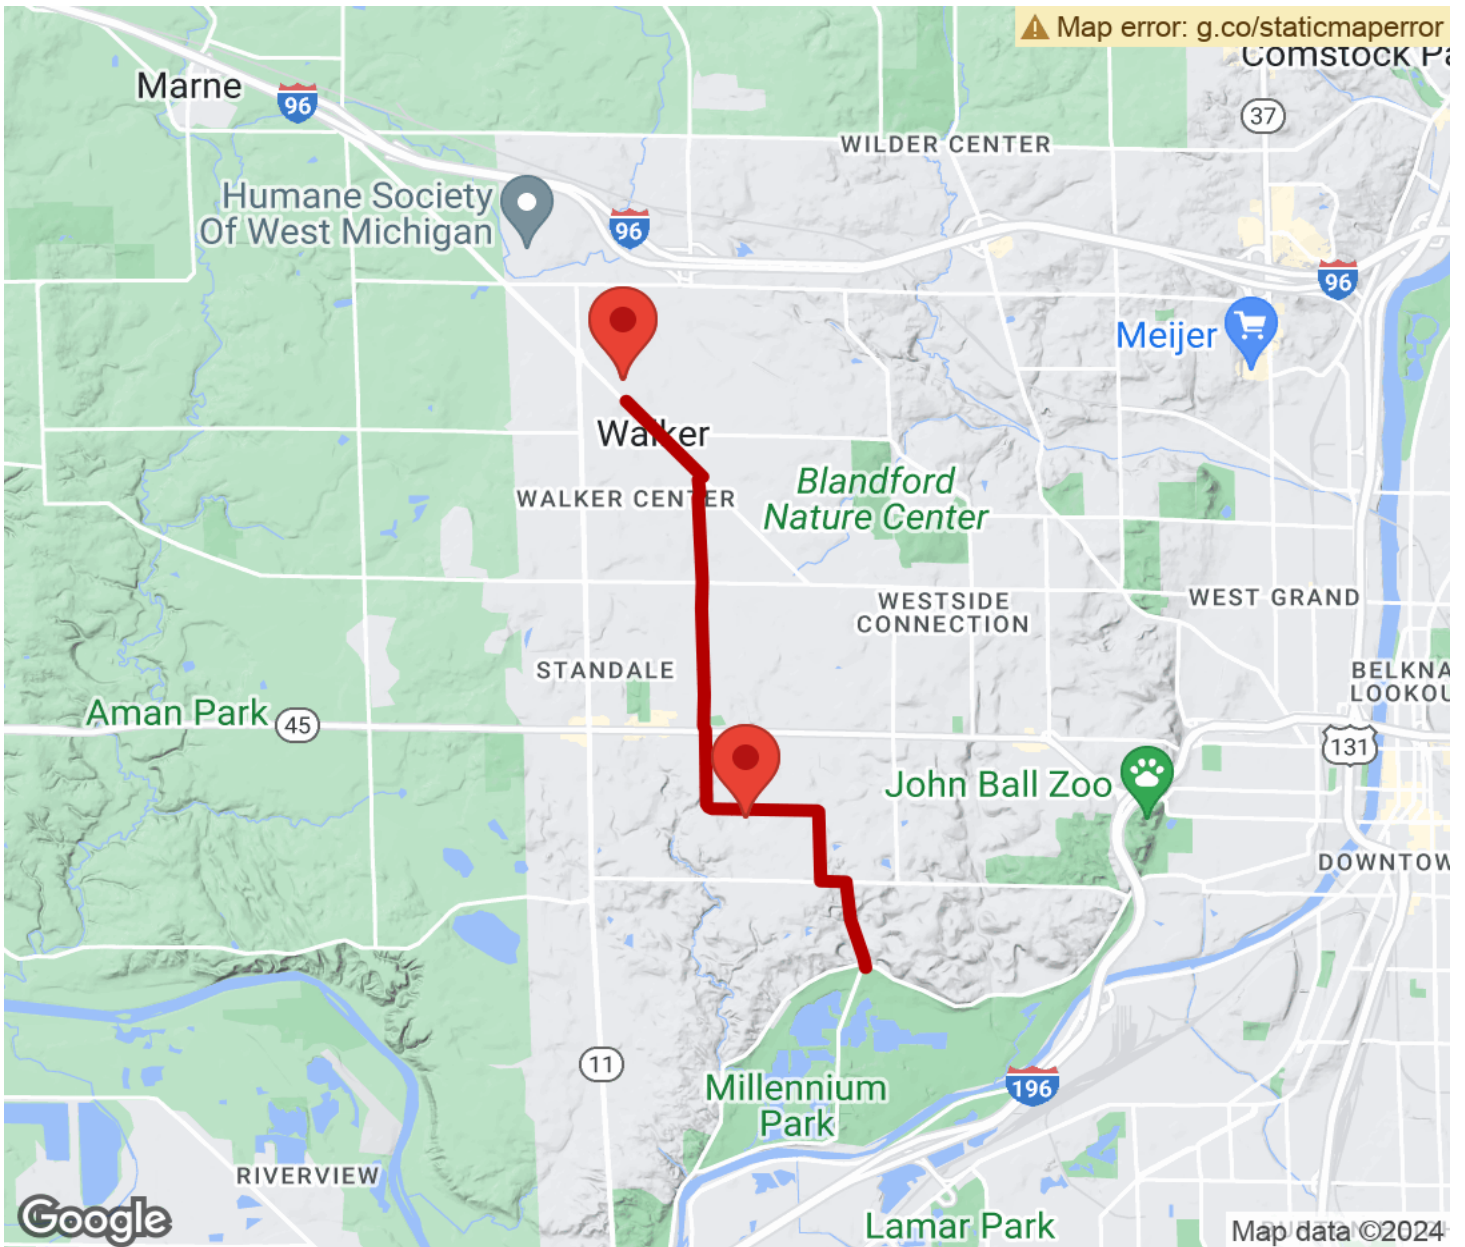 Map error: g.co/staticmaperror
Comstock Pa
Marne
96
37
WILDER CENTER
Humane Society
Of West Michigan
96
96
Meijer
Walker
WALKER CENTER
Blandford
Nature Center
WESTSIDE
CONNECTION
WEST GRAND
STANDALE
BELKNA
LOOKOU
Aman Park
45
131
John Ball Zoo
DOWNTOW
11
196
Millennium
Park
RIVERVIEW
Google
Lamar Park
Map data ©2024